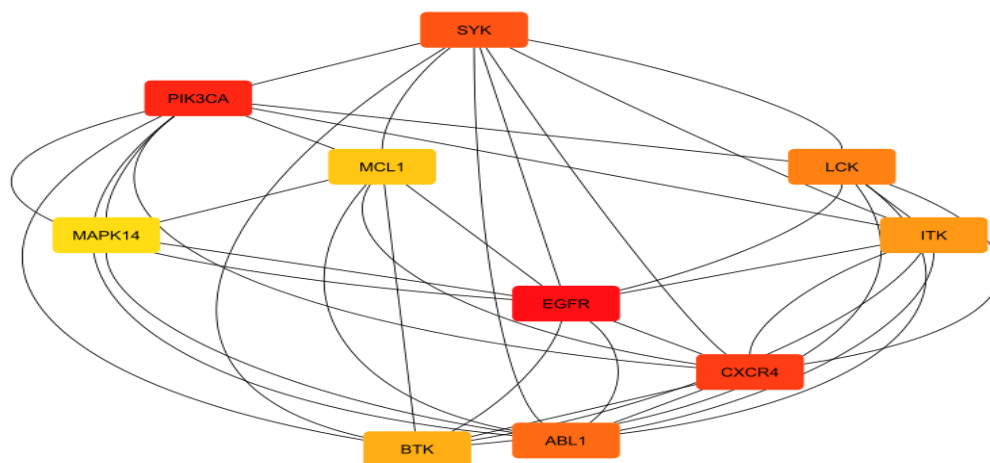 SYK
PIK3CA
MCL1
LCK
MAPK14
ITK
EGFR
CXCR4
ABL1
BTK